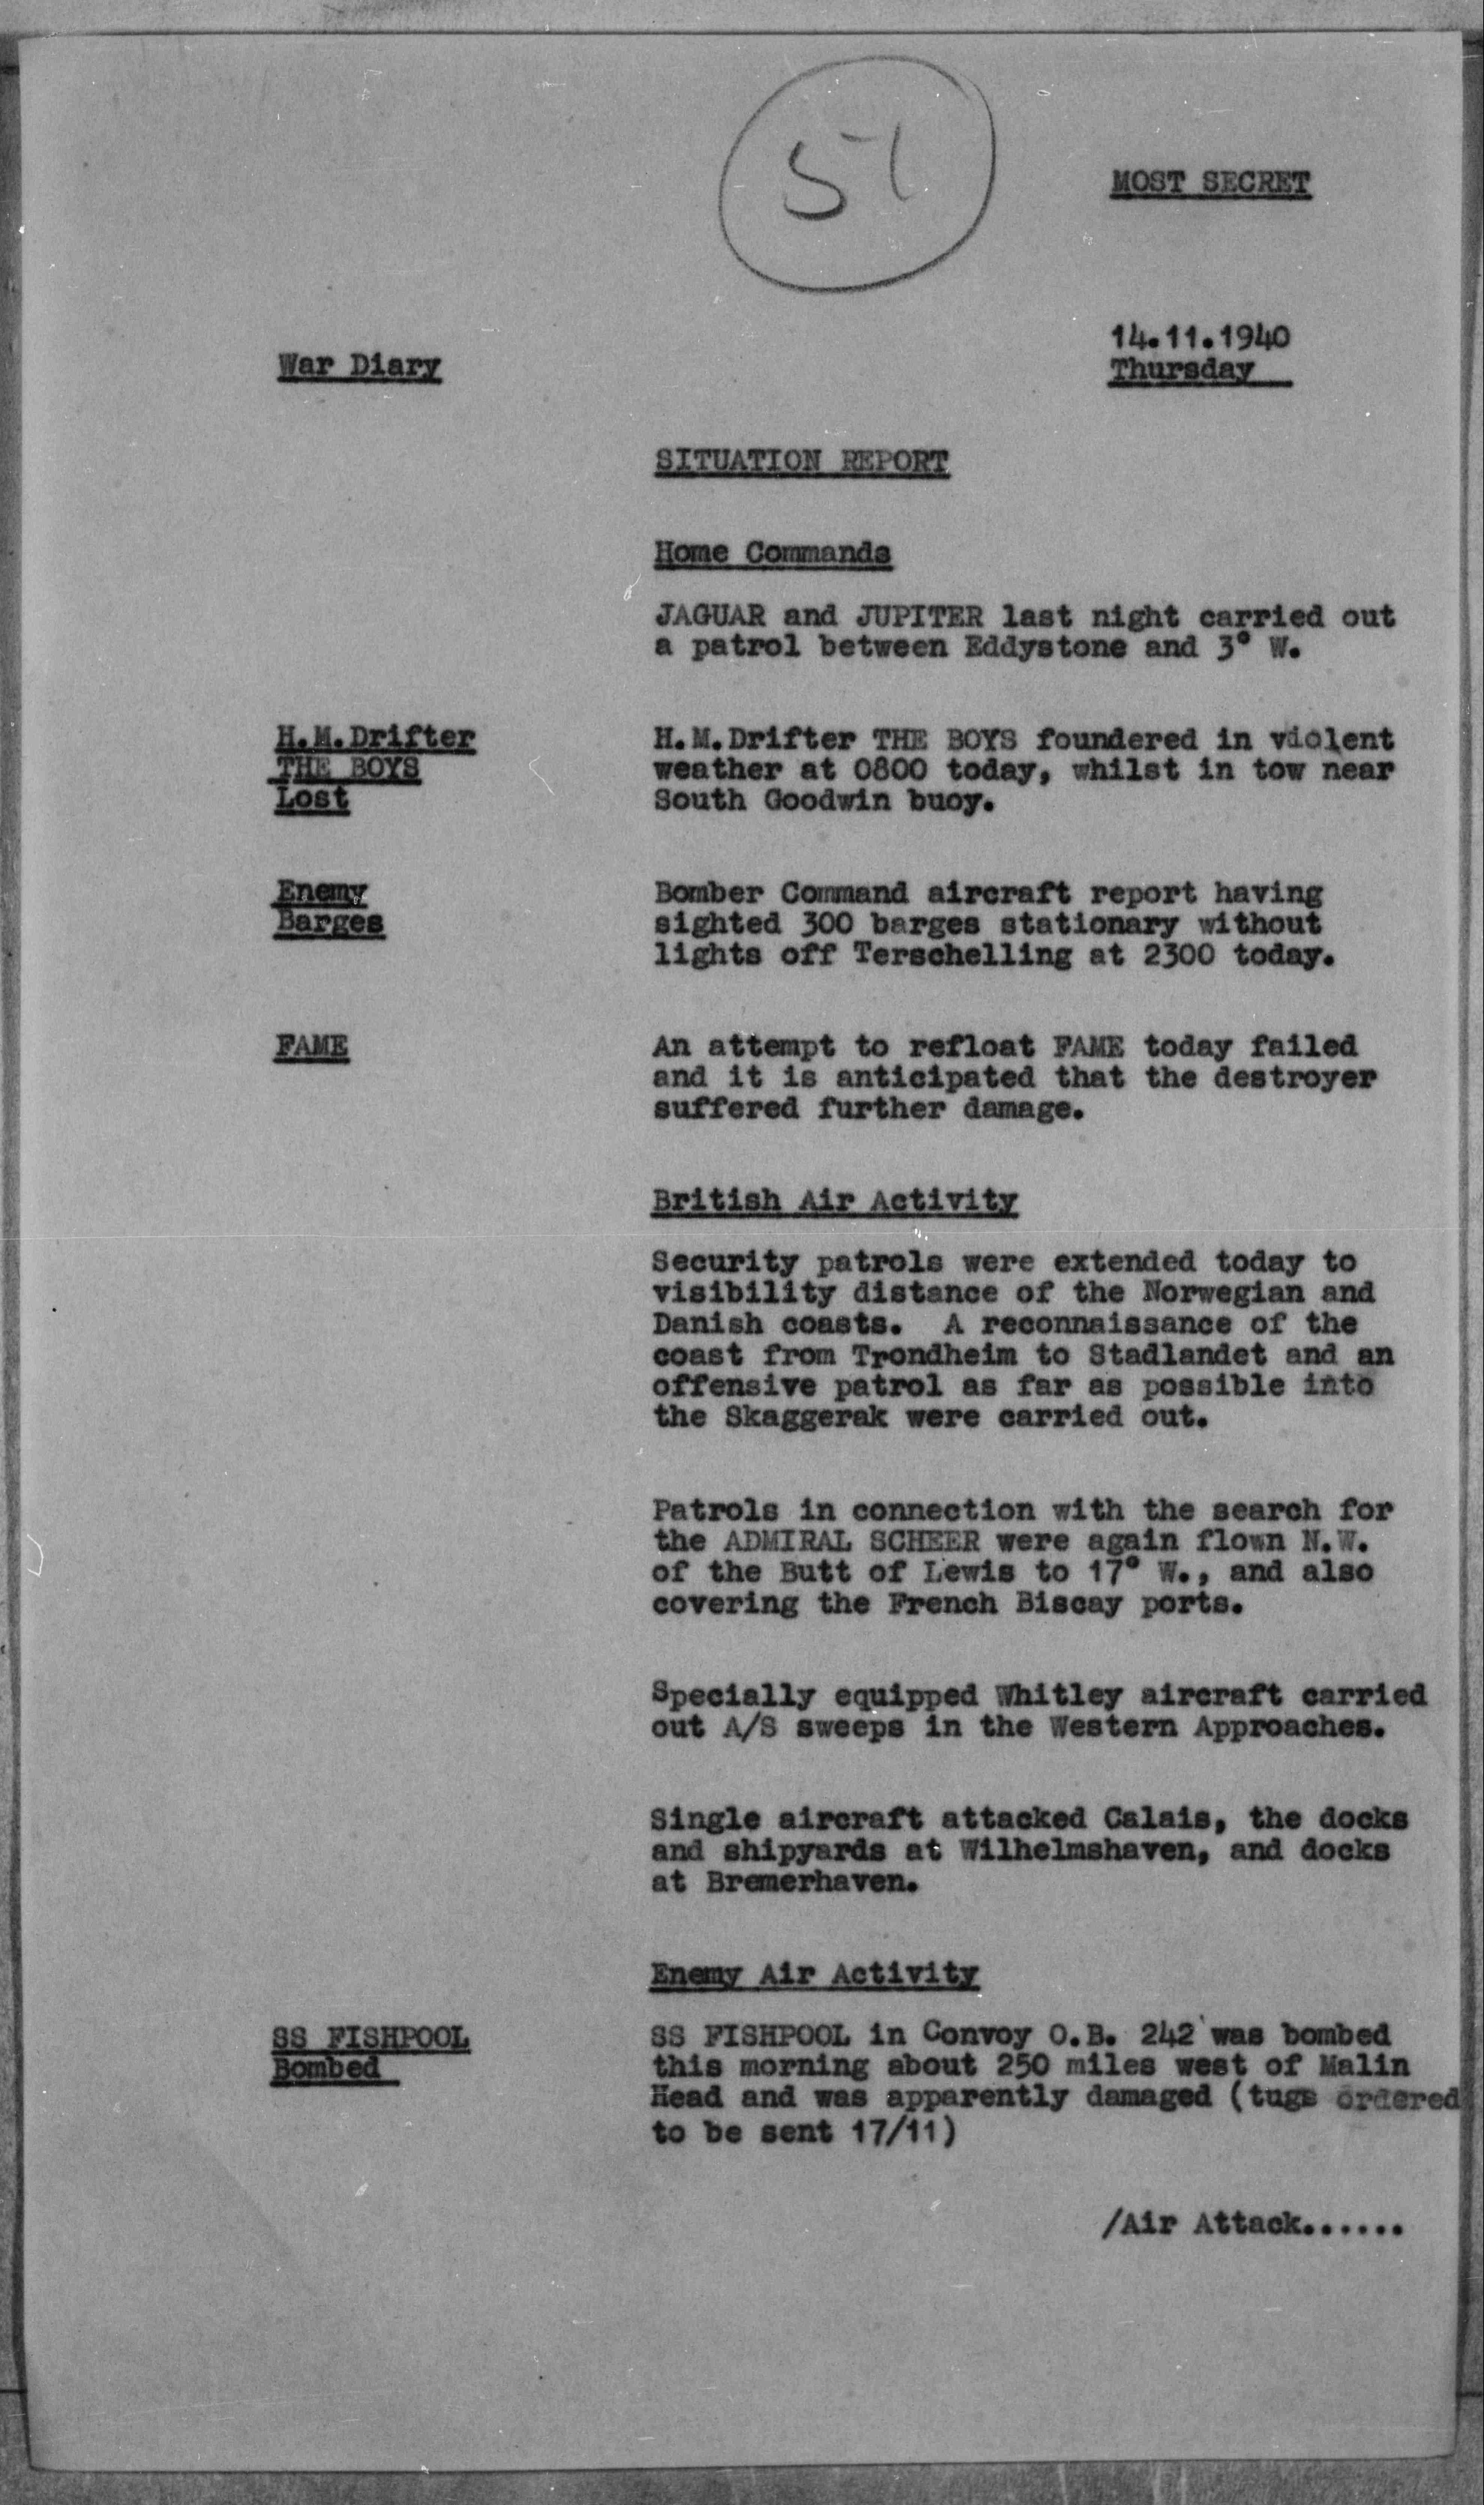 51
MOST SECRET
14.11.1940
War Diary
Thursday
SITUATION REPORT
Home Commands
JAGUAR and JUPITER last night carried out
a patrol between Eddystone and 3° W.
H.M.Drifter
THE BOYS
Lost
H.M.Drifter THE BOYS foundered in violent
weather at 0800 today, whilst in tow near
South Goodwin buoy.
Enemy
Barges
Bomber Command aircraft report having
sighted 300 barges stationary without
lights off Terschelling at 2300 today.
FAME
An attempt to refloat FAME today failed
and it is anticipated that the destroyer
suffered further damage.
British Air Activity
Security patrols were extended today to
visibility distance of the Norwegian and
Danish coasts. A reconnaissance of the
coast from Trondheim to Stadlandet and an
offensive patrol as far as possible into
the Skaggerak were carried out.
Patrols in connection with the search for
the ADMIRAL SCHEER were again flown N.W.
of the Butt of Lewis to 17° W., and also
covering the French Biscay ports.
Specially equipped Whitley aircraft carried
out A/S sweeps in the Western Approaches.
Single aircraft attacked Calais, the docks
and shipyards at Wilhelmshaven, and docks
at Bremerhaven.
Enemy Air Activity
SS FISHPOOL
Bombed
SS FISHPOOL in Convoy O.B. 242 was bombed
this morning about 250 miles west of Malin
Head and was apparently damaged (tugs ordered
to be sent 17/11)
/Air Attack......